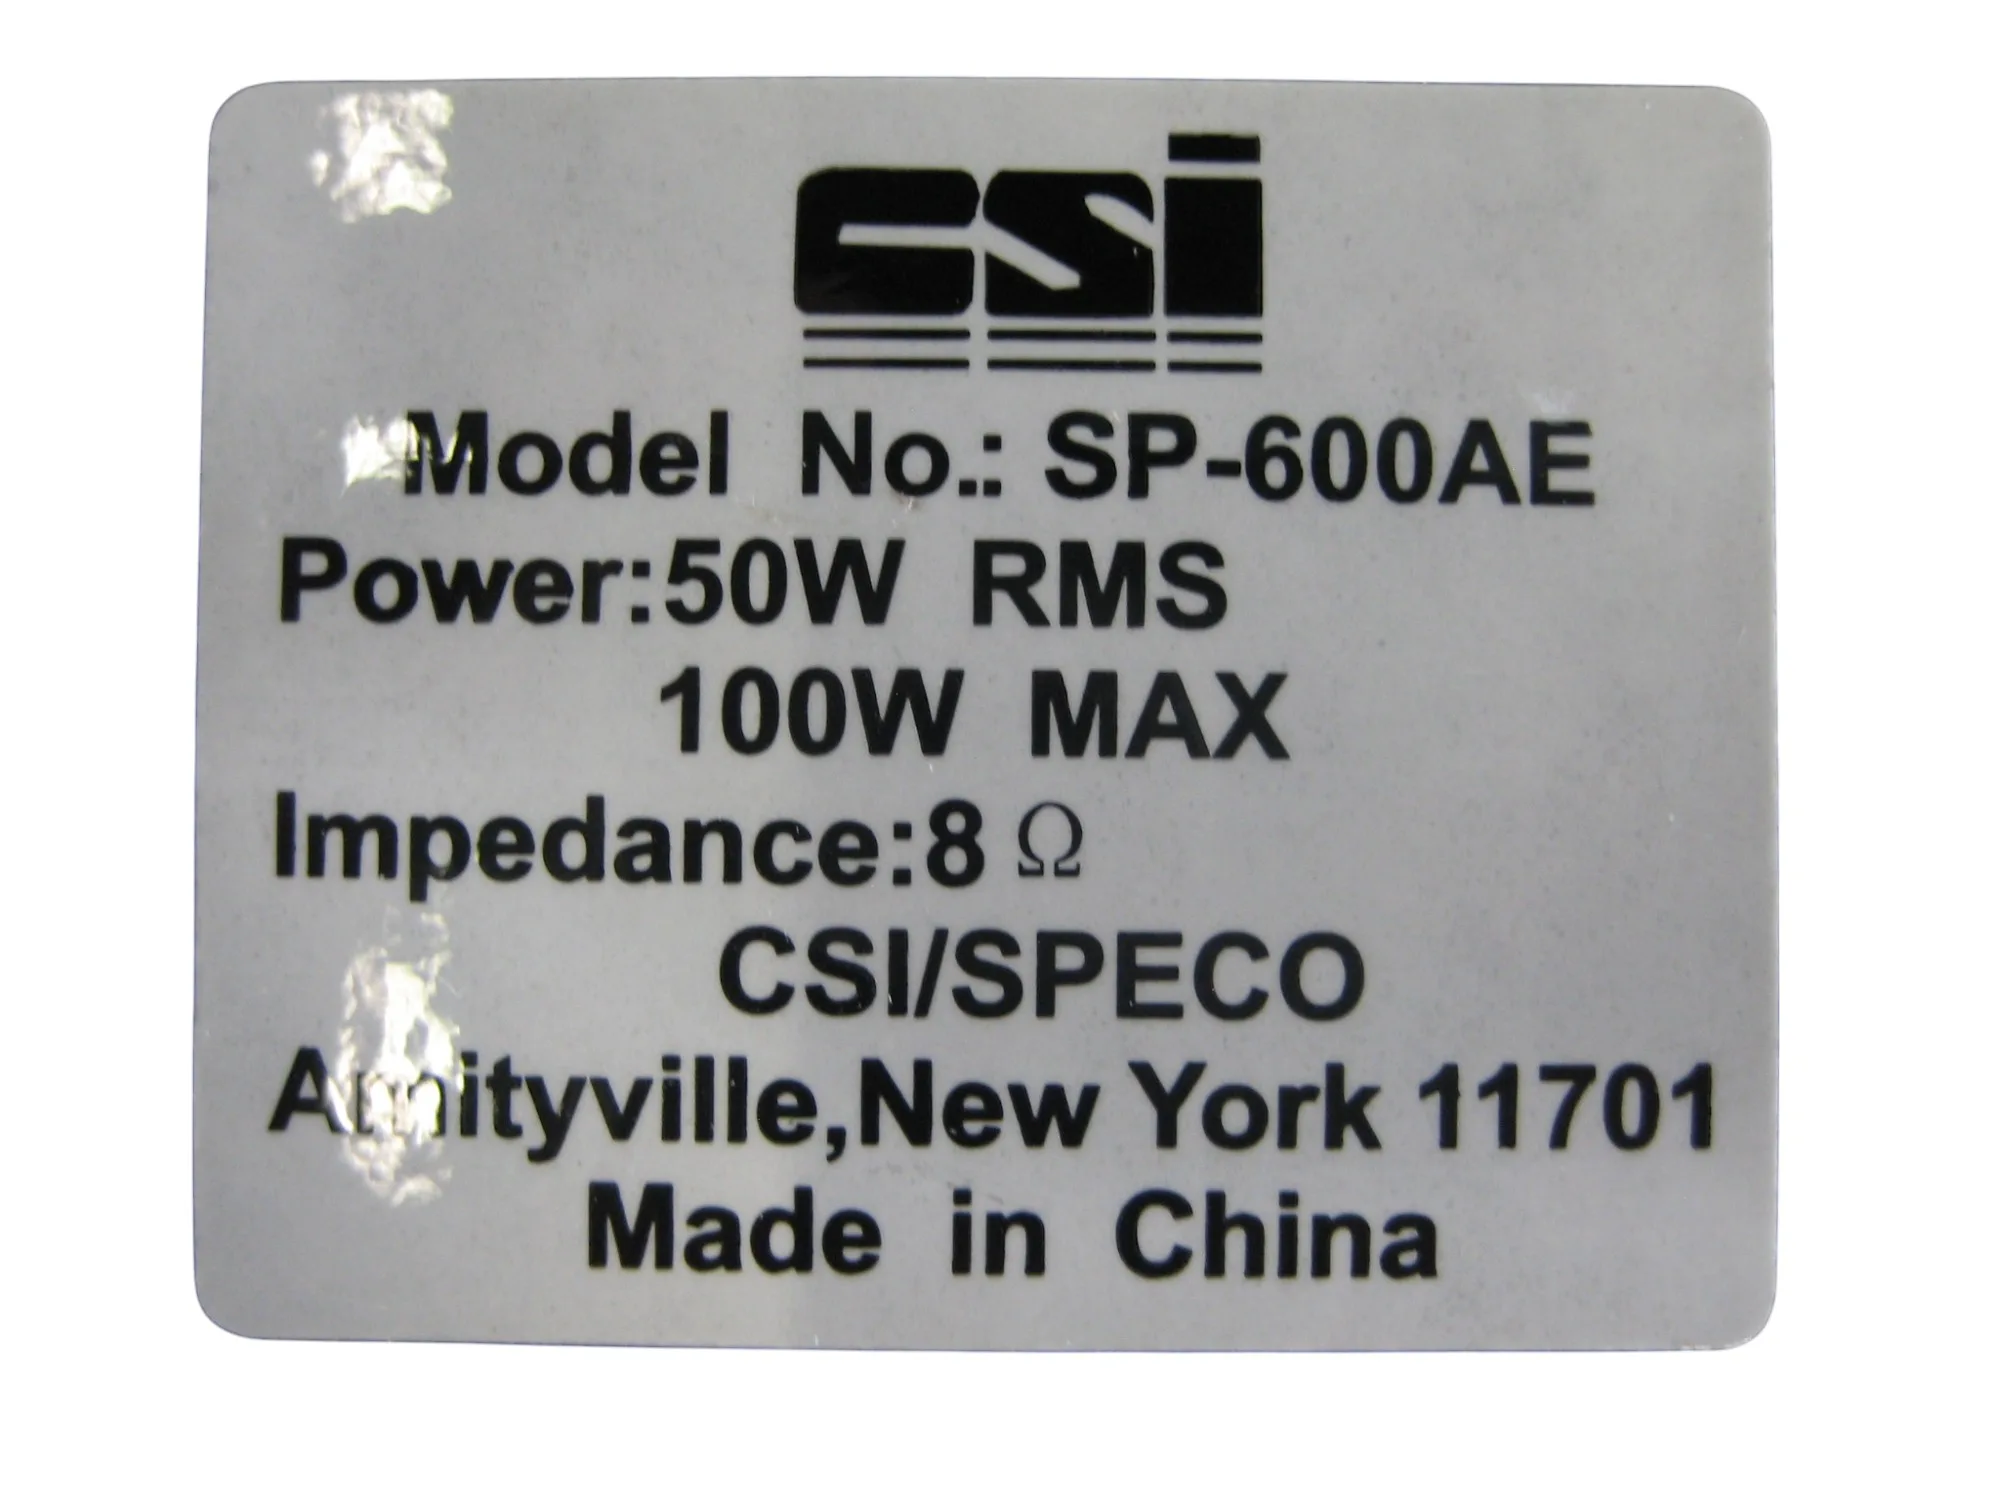 csi
Model No.: SP-600AE
Power:50W RMS
100W MAX
Impedance:8 Ω
CSI/SPECO
Amityville,New York 11701
Made in China